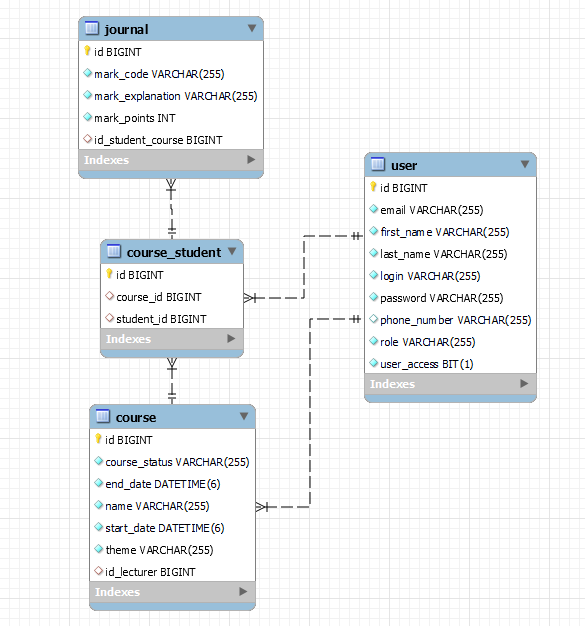 journal
id BIGINT
mark_code VARCHAR(255)
mark_explanation VARCHAR(255)
mark_points INT
id_student_course BIGINT
Indexes
user
id BIGINT
email VARCHAR(255)
first_name VARCHAR(255)
last_name VARCHAR(255)
login VARCHAR(255)
password VARCHAR(255)
phone_number VARCHAR(255)
role VARCHAR(255)
user_access BIT(1)
Indexes
course_student
id BIGINT
course_id BIGINT
student_id BIGINT
Indexes
course
id BIGINT
course_status VARCHAR(255)
end_date DATETIME(6)
name VARCHAR(255)
start_date DATETIME(6)
theme VARCHAR(255)
id_lecturer BIGINT
Indexes